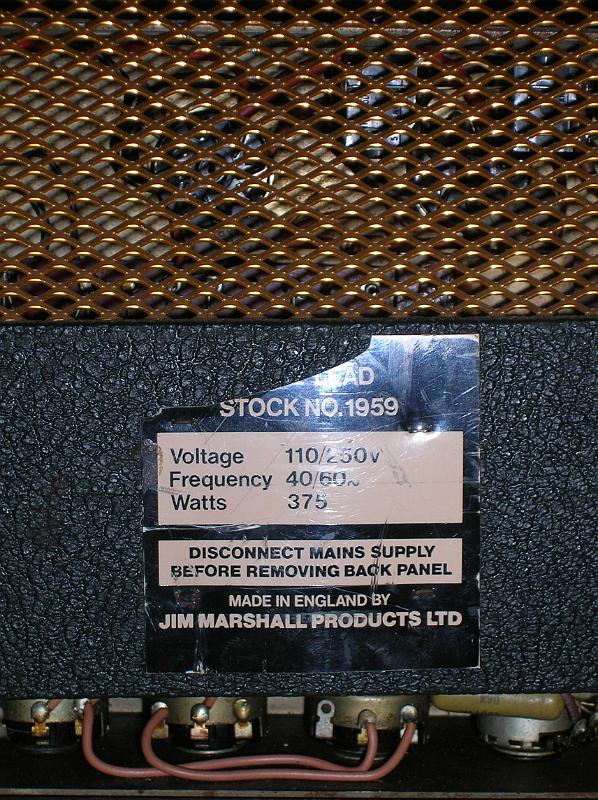 STOCK NO.1959
Voltage 110/250v
Frequency 40/60~
Watts 375
DISCONNECT MAINS SUPPLY
BEFORE REMOVING BACK PANEL
MADE IN ENGLAND BY
JIM MARSHALL PRODUCTS LTD